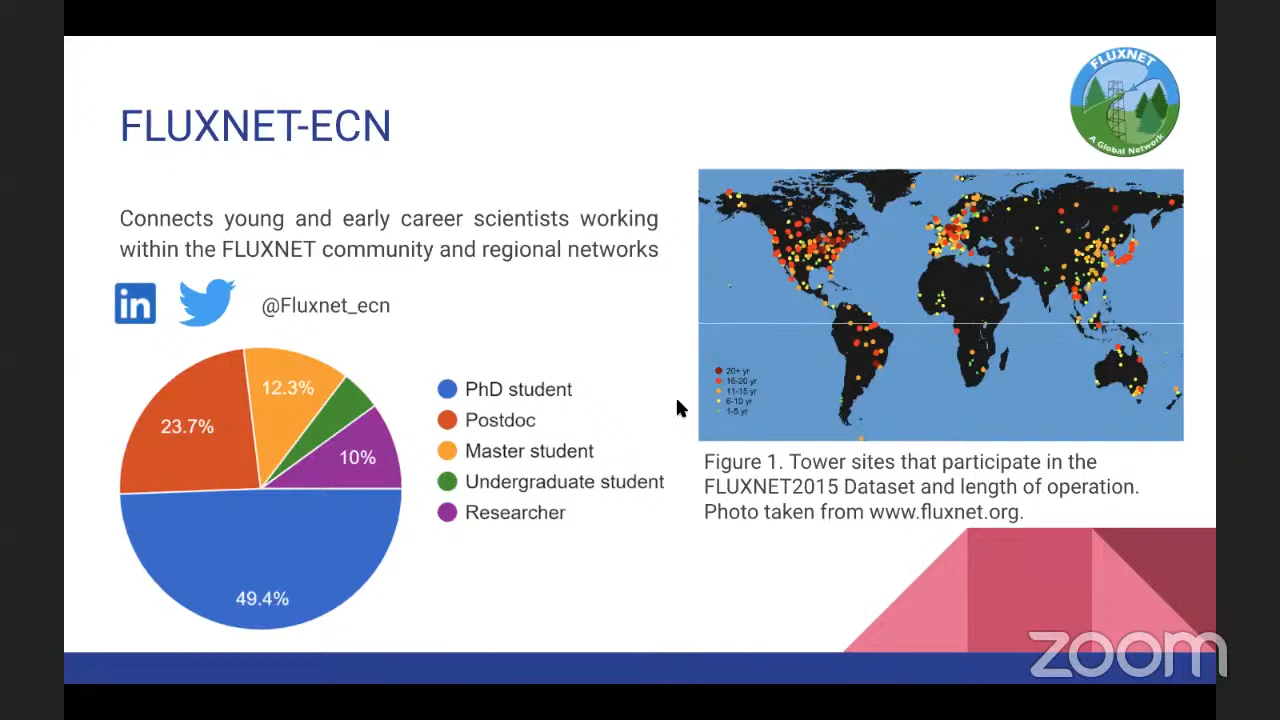 FLUXNET
A Global Network
FLUXNET-ECN
Connects young and early career scientists working
within the FLUXNET community and regional networks
in
@Fluxnet_ecn
12.3%
23.7%
10%
49.4%
PhD student
Postdoc
Master student
Undergraduate student
Researcher
20+ yr
16-20 yr
11-15 yr
6-10 yr
1-5 yr
Figure 1. Tower sites that participate in the
FLUXNET2015 Dataset and length of operation.
Photo taken from www.fluxnet.org.
zoom